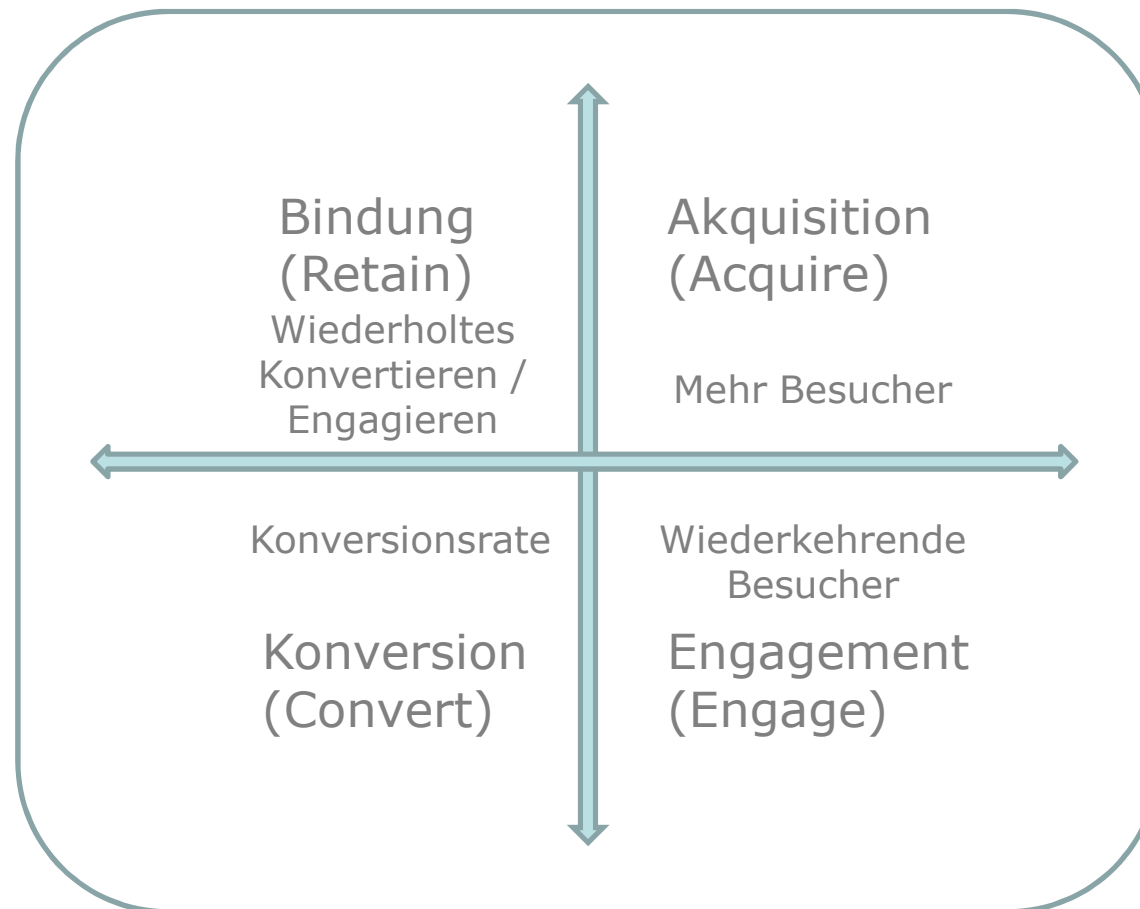 Bindung
(Retain)
Wiederholtes
Konvertieren /
Engagieren
Akquisition
(Acquire)
Mehr Besucher
Konversionsrate
Konversion
(Convert)
Wiederkehrende
Besucher
Engagement
(Engage)